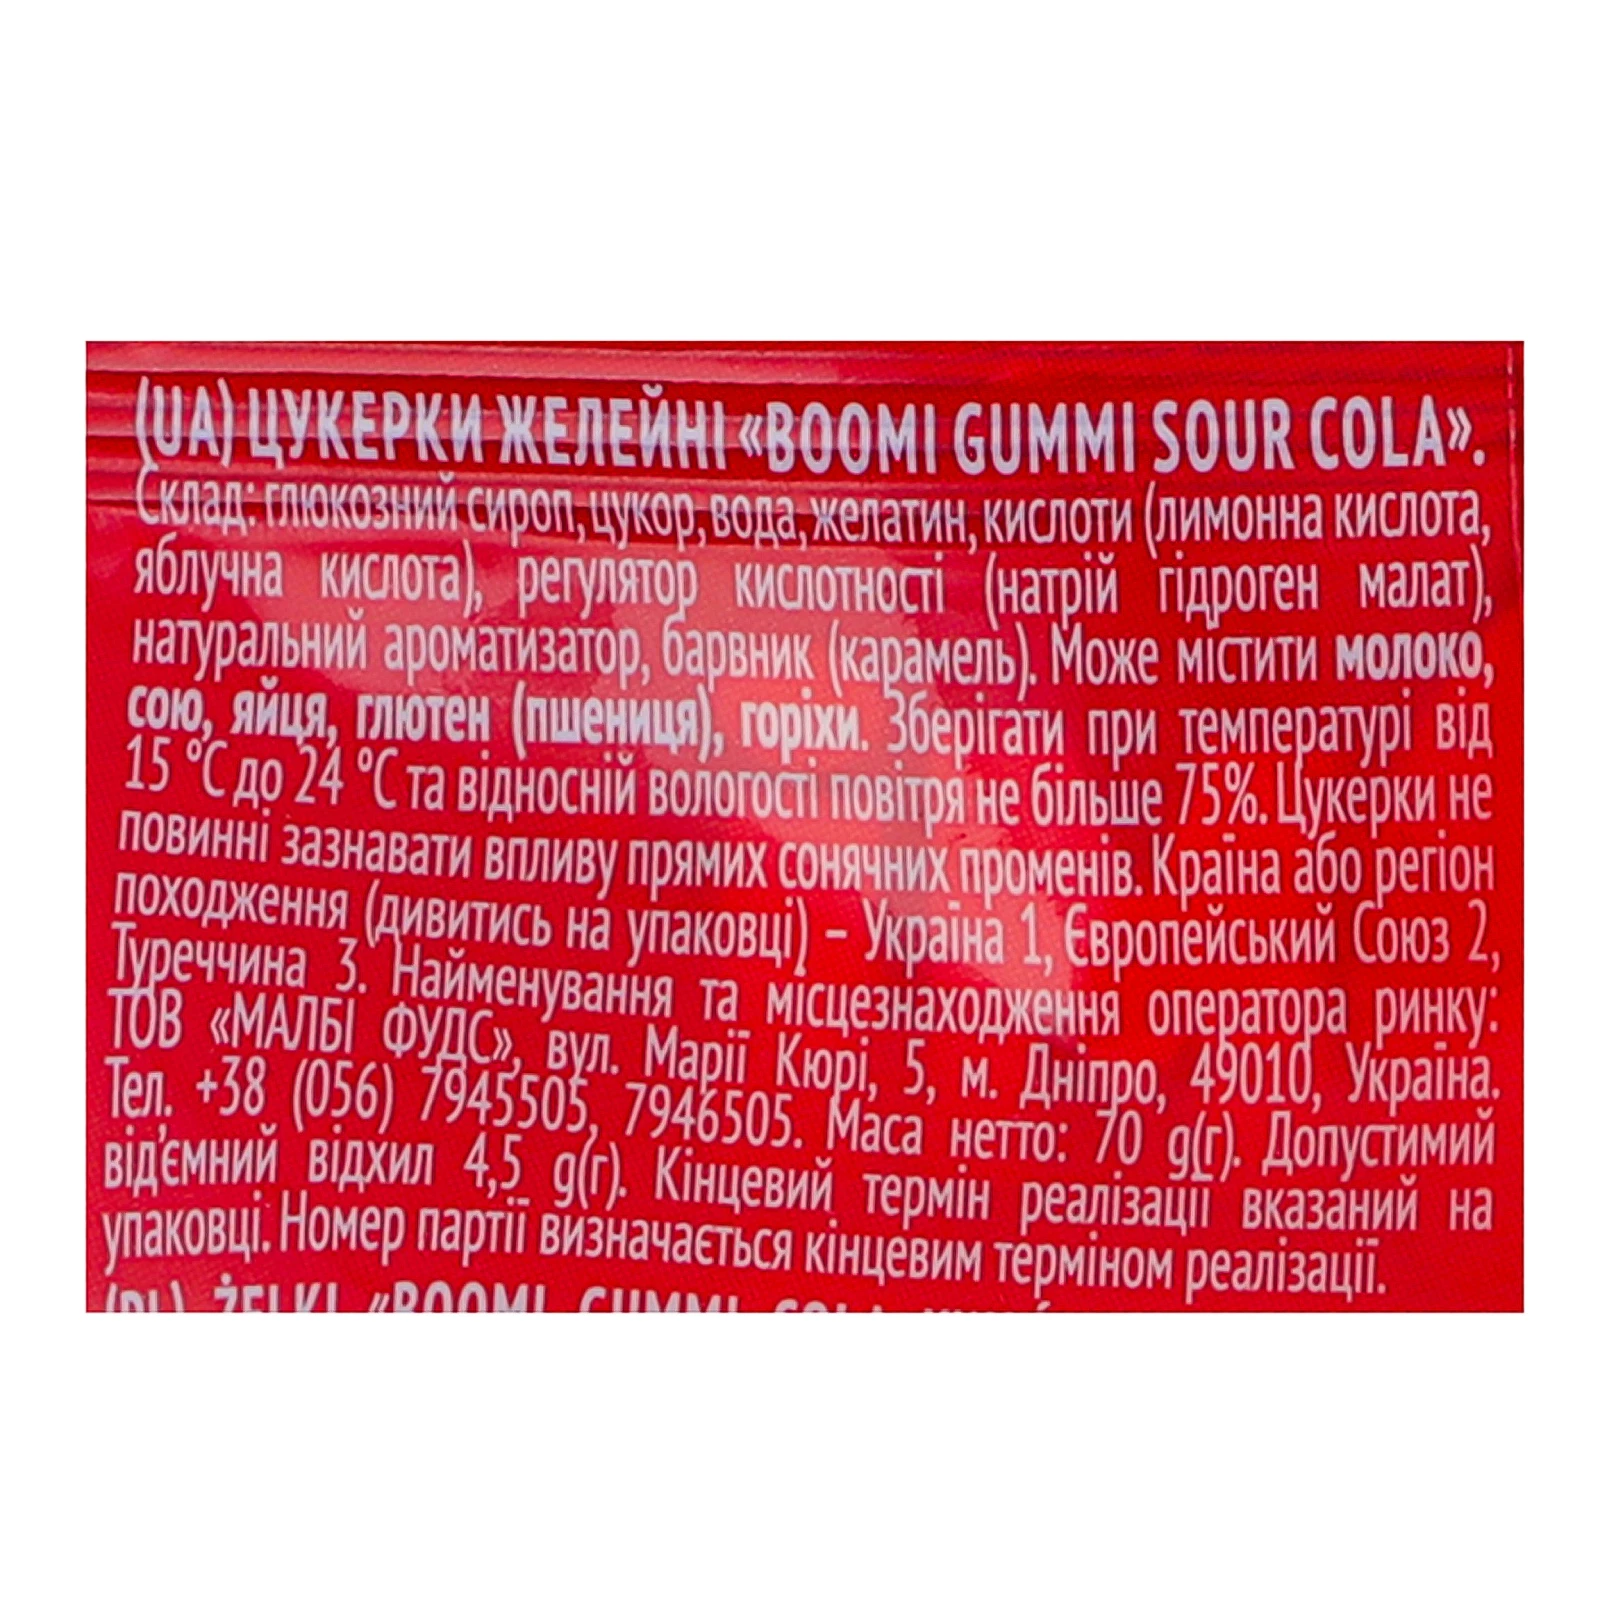 (UA) ЦУКЕРКИ ЖЕЛЕЙНІ «BOOMI GUMMI SOUR COLA».
Склад: глюкозний сироп, цукор, вода, желатин, кислоти (лимонна кислота,
яблучна кислота), регулятор кислотності (натрій гідроген малат),
натуральний ароматизатор, барвник (карамель). Може містити молоко,
сою, яйця, глютен (пшениця), горіхи. Зберігати при температурі від
15 °С до 24 °С та відносній вологості повітря не більше 75%. Цукерки не
повинні зазнавати впливу прямих сонячних променів. Країна або регіон
походження (дивитись на упаковці) – Україна 1, Європейський Союз 2,
Туреччина 3. Найменування та місцезнаходження оператора ринку:
ТОВ «МАЛБІ ФУДС», вул. Марії Кюрі, 5, м. Дніпро, 49010, Україна.
Тел. +38 (056) 7945505, 7946505. Маса нетто: 70 g(г). Допустимий
від'ємний відхил 4,5 g(г). Кінцевий термін реалізації вказаний на
упаковці. Номер партії визначається кінцевим терміном реалізації.
(PL) ŻELKI «BOOMI GUMMI COLA